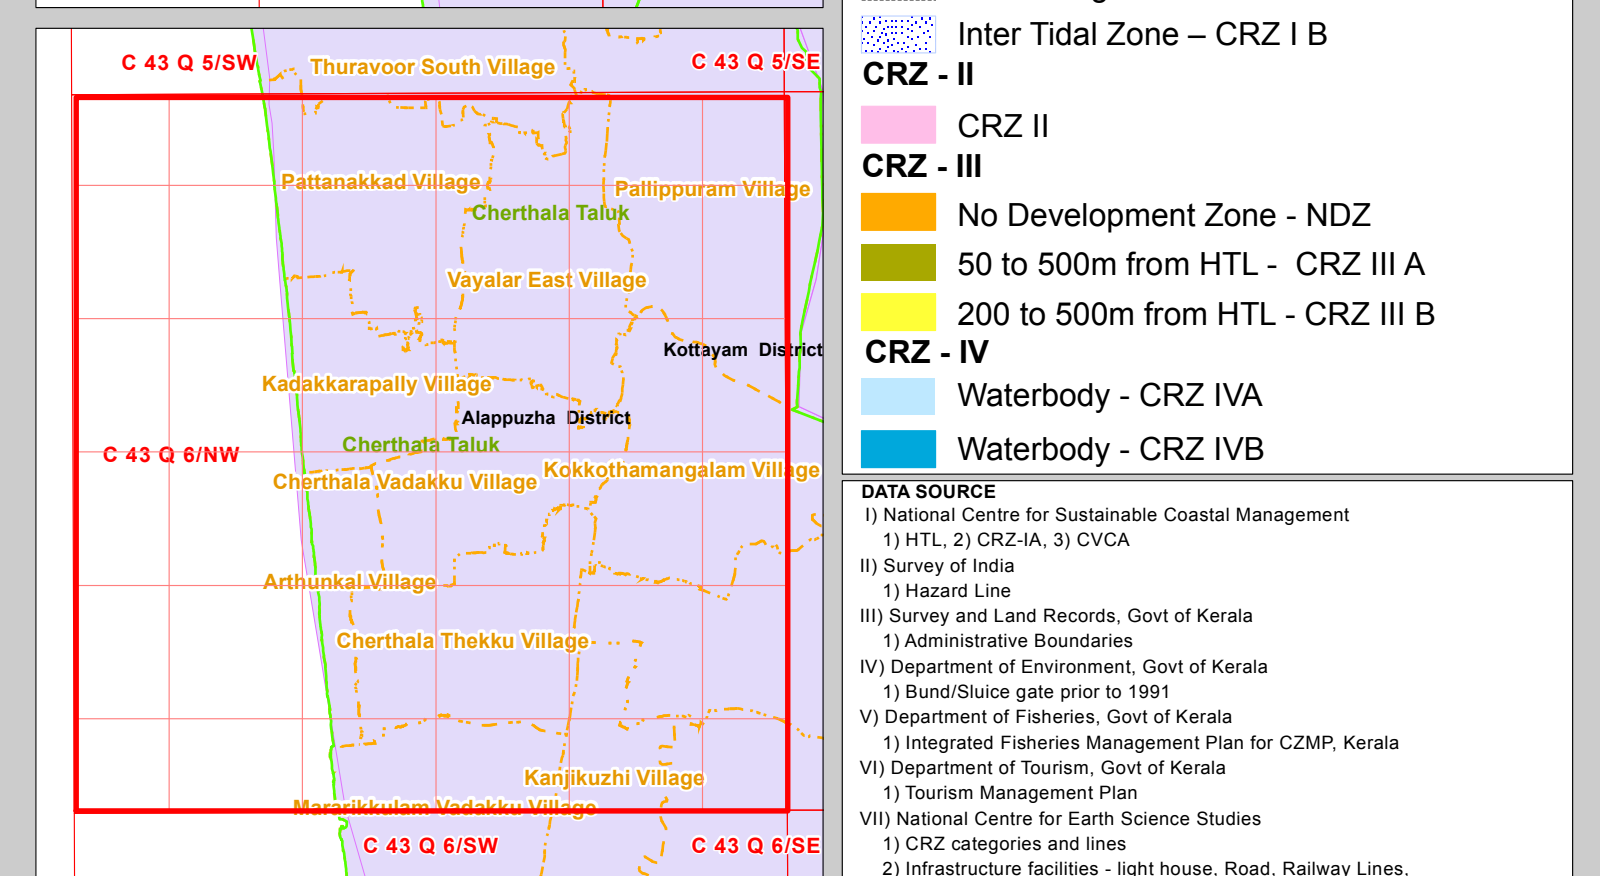 C 43 Q 5/SW
Thuravoor South Village
C 43 Q 5/SE
Pattanakkad Village
Pallippuram Village
Cherthala Taluk
Vayalar East Village
Kottayam District
Kadakkarapally Village
Alappuzha District
Cherthala Taluk
C 43 Q 6/NW
Kokkothamangalam Village
Cherthala Vadakku Village
Arthunkal Village
Cherthala Thekku Village
Kanjikuzhi Village
Mararikkulam Vadakku Village
C 43 Q 6/SW
C 43 Q 6/SE
Inter Tidal Zone – CRZ I B
CRZ - II
CRZ II
CRZ - III
No Development Zone - NDZ
50 to 500m from HTL - CRZ III A
200 to 500m from HTL - CRZ III B
CRZ - IV
Waterbody - CRZ IVA
Waterbody - CRZ IVB
DATA SOURCE
I) National Centre for Sustainable Coastal Management
1) HTL, 2) CRZ-IA, 3) CVCA
II) Survey of India
1) Hazard Line
III) Survey and Land Records, Govt of Kerala
1) Administrative Boundaries
IV) Department of Environment, Govt of Kerala
1) Bund/Sluice gate prior to 1991
V) Department of Fisheries, Govt of Kerala
1) Integrated Fisheries Management Plan for CZMP, Kerala
VI) Department of Tourism, Govt of Kerala
1) Tourism Management Plan
VII) National Centre for Earth Science Studies
1) CRZ categories and lines
2) Infrastructure facilities - light house, Road, Railway Lines,